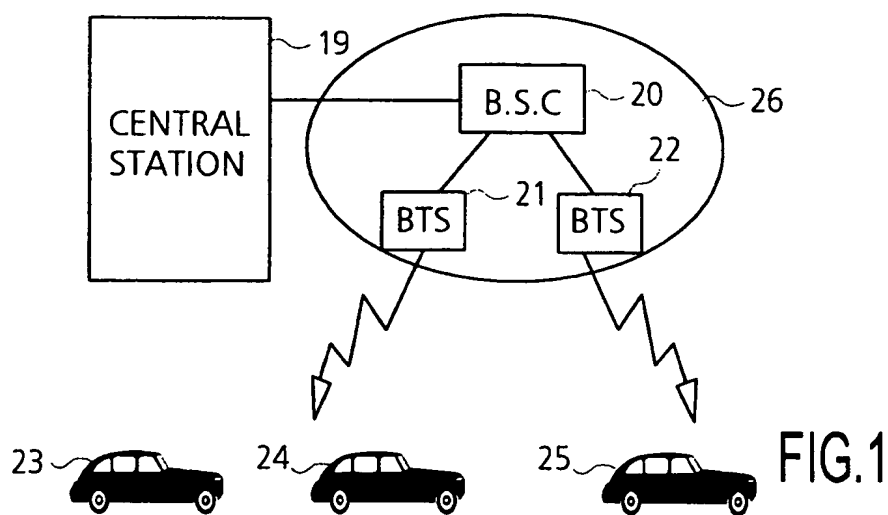 19
CENTRAL
STATION
B.S.C
20
26
BTS
21
BTS
22
23
24
25
FIG.1